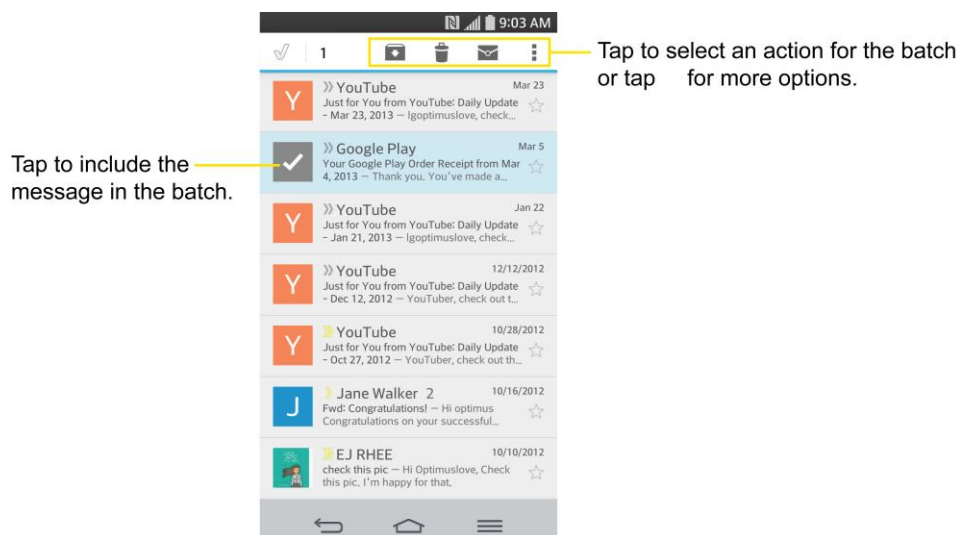 9:03 AM
1
Tap to select an action for the batch
or tap for more options.
Y
YouTube Mar 23
Just for You from YouTube: Daily Update
- Mar 23, 2013 — lgoptimuslove, check...
Tap to include the
message in the batch.
Google Play Mar 5
Your Google Play Order Receipt from Mar
4, 2013 — Thank you. You've made a...
Y
YouTube Jan 22
Just for You from YouTube: Daily Update
- Jan 21, 2013 — lgoptimuslove, check...
Y
YouTube 12/12/2012
Just for You from YouTube: Daily Update
- Dec 12, 2012 — YouTuber, check out t...
Y
YouTube 10/28/2012
Just for You from YouTube: Daily Update
- Oct 27, 2012 — YouTuber, check out th...
J
Jane Walker 2 10/16/2012
Fwd: Congratulations! — Hi optimus
Congratulations on your successful...
EJ RHEE 10/10/2012
check this pic — Hi Optimuslove, Check
this pic. I'm happy for that.